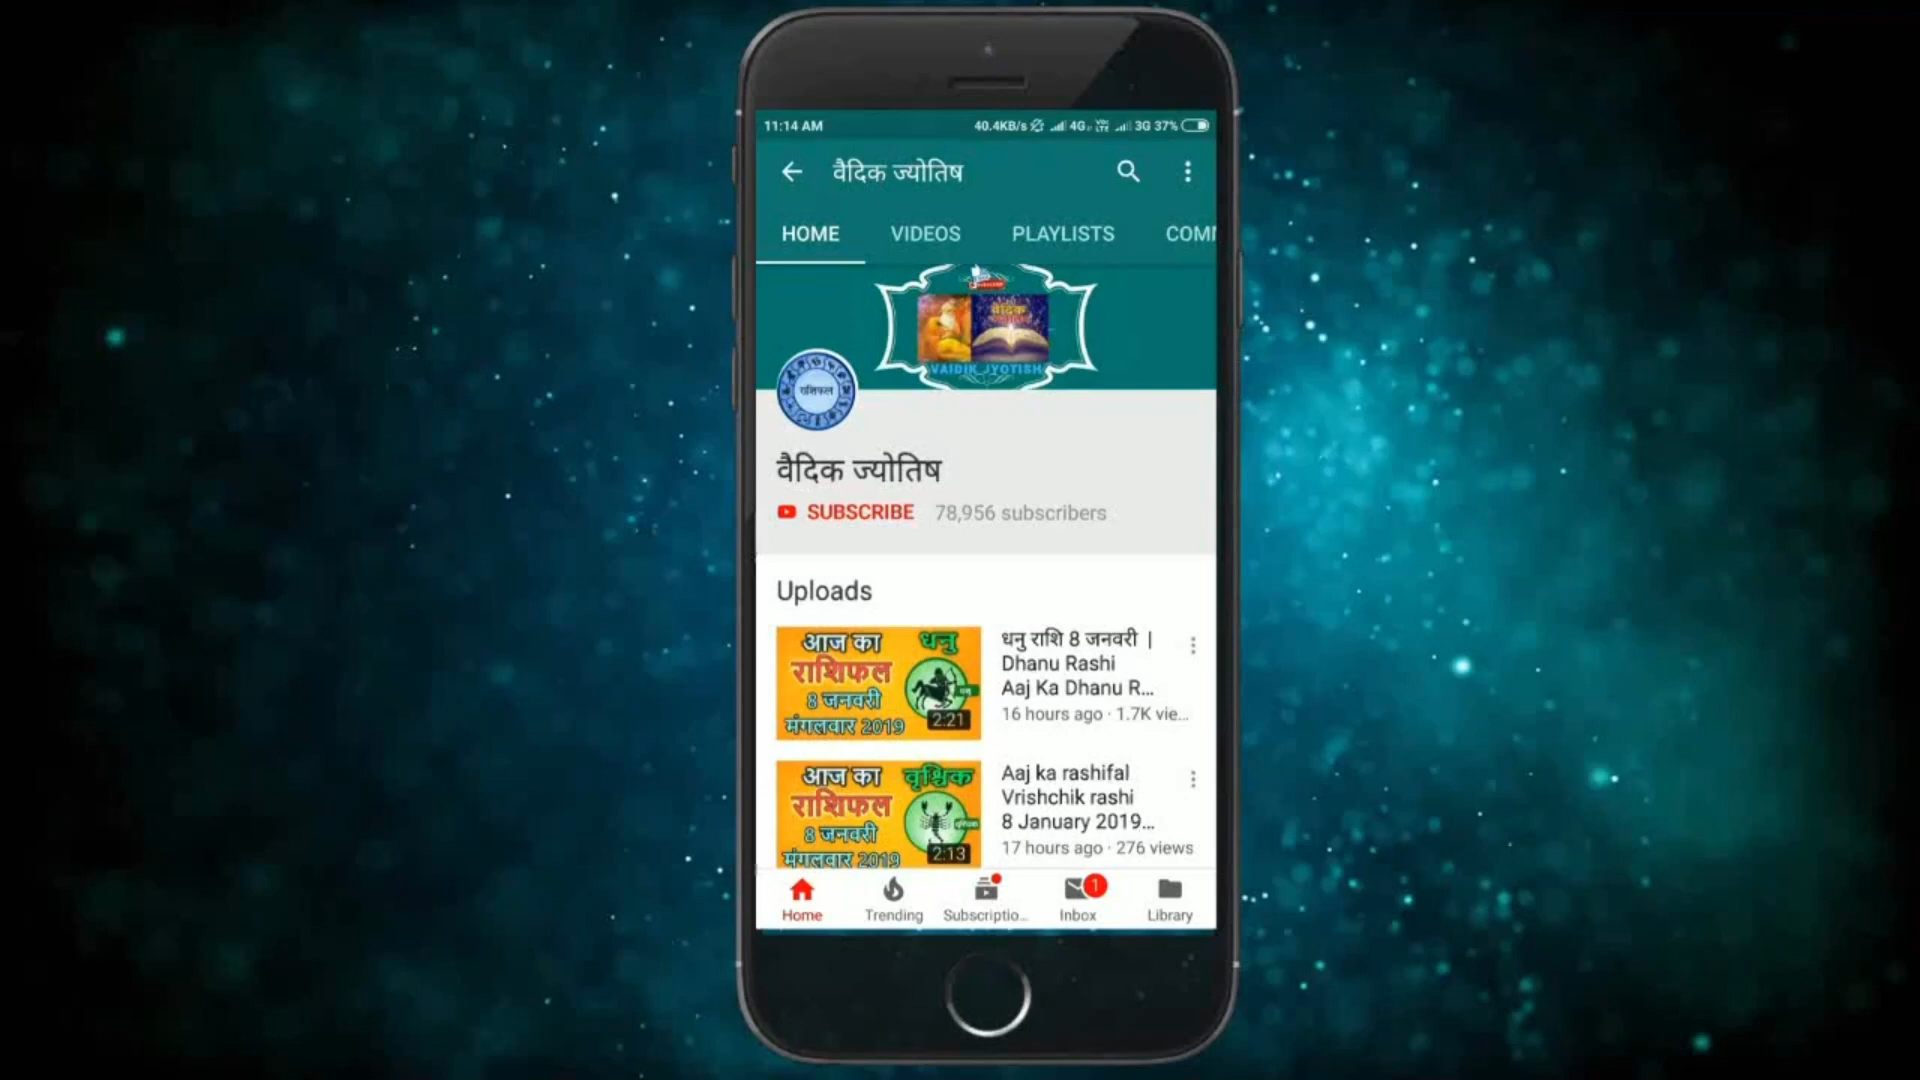 11:14 AM
40.4KB/s 4G 3G 37%
वैदिक ज्योतिष
HOME VIDEOS PLAYLISTS COMM
वैदिक
VAIDIK JYOTISH
राशिफल
वैदिक ज्योतिष
SUBSCRIBE 78,956 subscribers
Uploads
आज का धनु
राशिफल
8 जनवरी
मंगलवार 2019
2:21
धनु राशि 8 जनवरी |
Dhanu Rashi
Aaj Ka Dhanu R...
16 hours ago · 1.7K vie...
आज का वृश्चिक
राशिफल
8 जनवरी
मंगलवार 2019
2:13
Aaj ka rashifal
Vrishchik rashi
8 January 2019...
17 hours ago · 276 views
1
Home Trending Subscriptio... Inbox Library